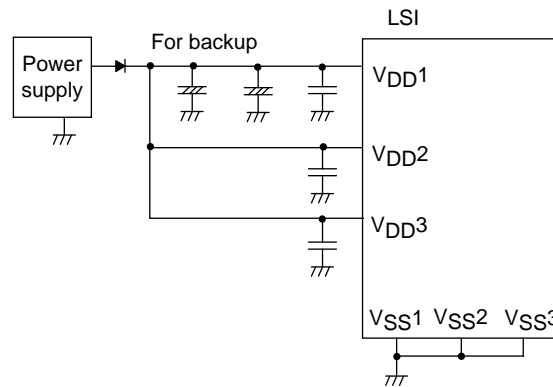 LSI
For backup
Power
supply
VDD1
VDD2
VDD3
VSS1 VSS2 VSS3